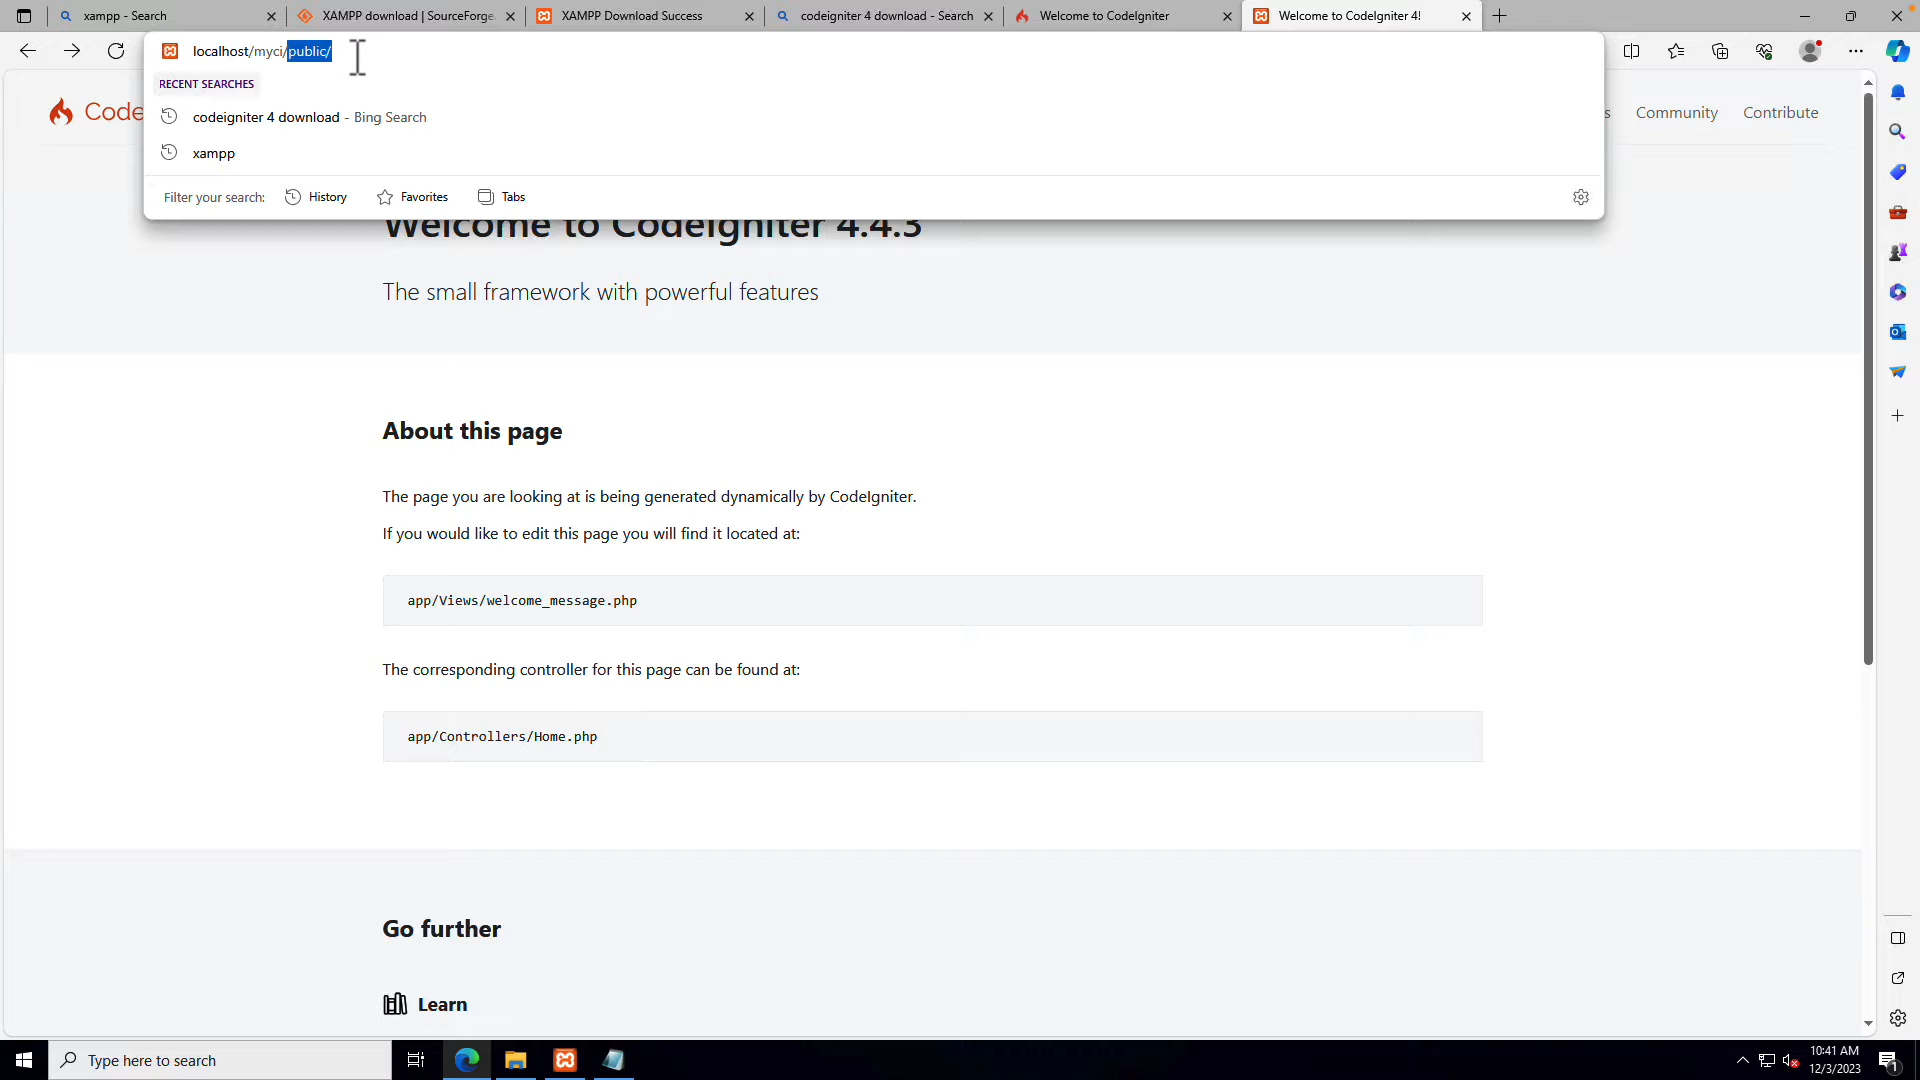 xampp - Search
XAMPP download | SourceForge.
XAMPP Download Success
codeigniter 4 download - Search
Welcome to CodeIgniter
Welcome to CodeIgniter 4!
localhost/myci/public/
RECENT SEARCHES
codeigniter 4 download - Bing Search
xampp
Filter your search:
History
Favorites
Tabs
Code
s
Community
Contribute
Welcome to CodeIgniter 4.4.3
The small framework with powerful features
About this page
The page you are looking at is being generated dynamically by CodeIgniter.
If you would like to edit this page you will find it located at:
app/Views/welcome_message.php
The corresponding controller for this page can be found at:
app/Controllers/Home.php
Go further
Learn
Type here to search
10:41 AM
12/3/2023
1